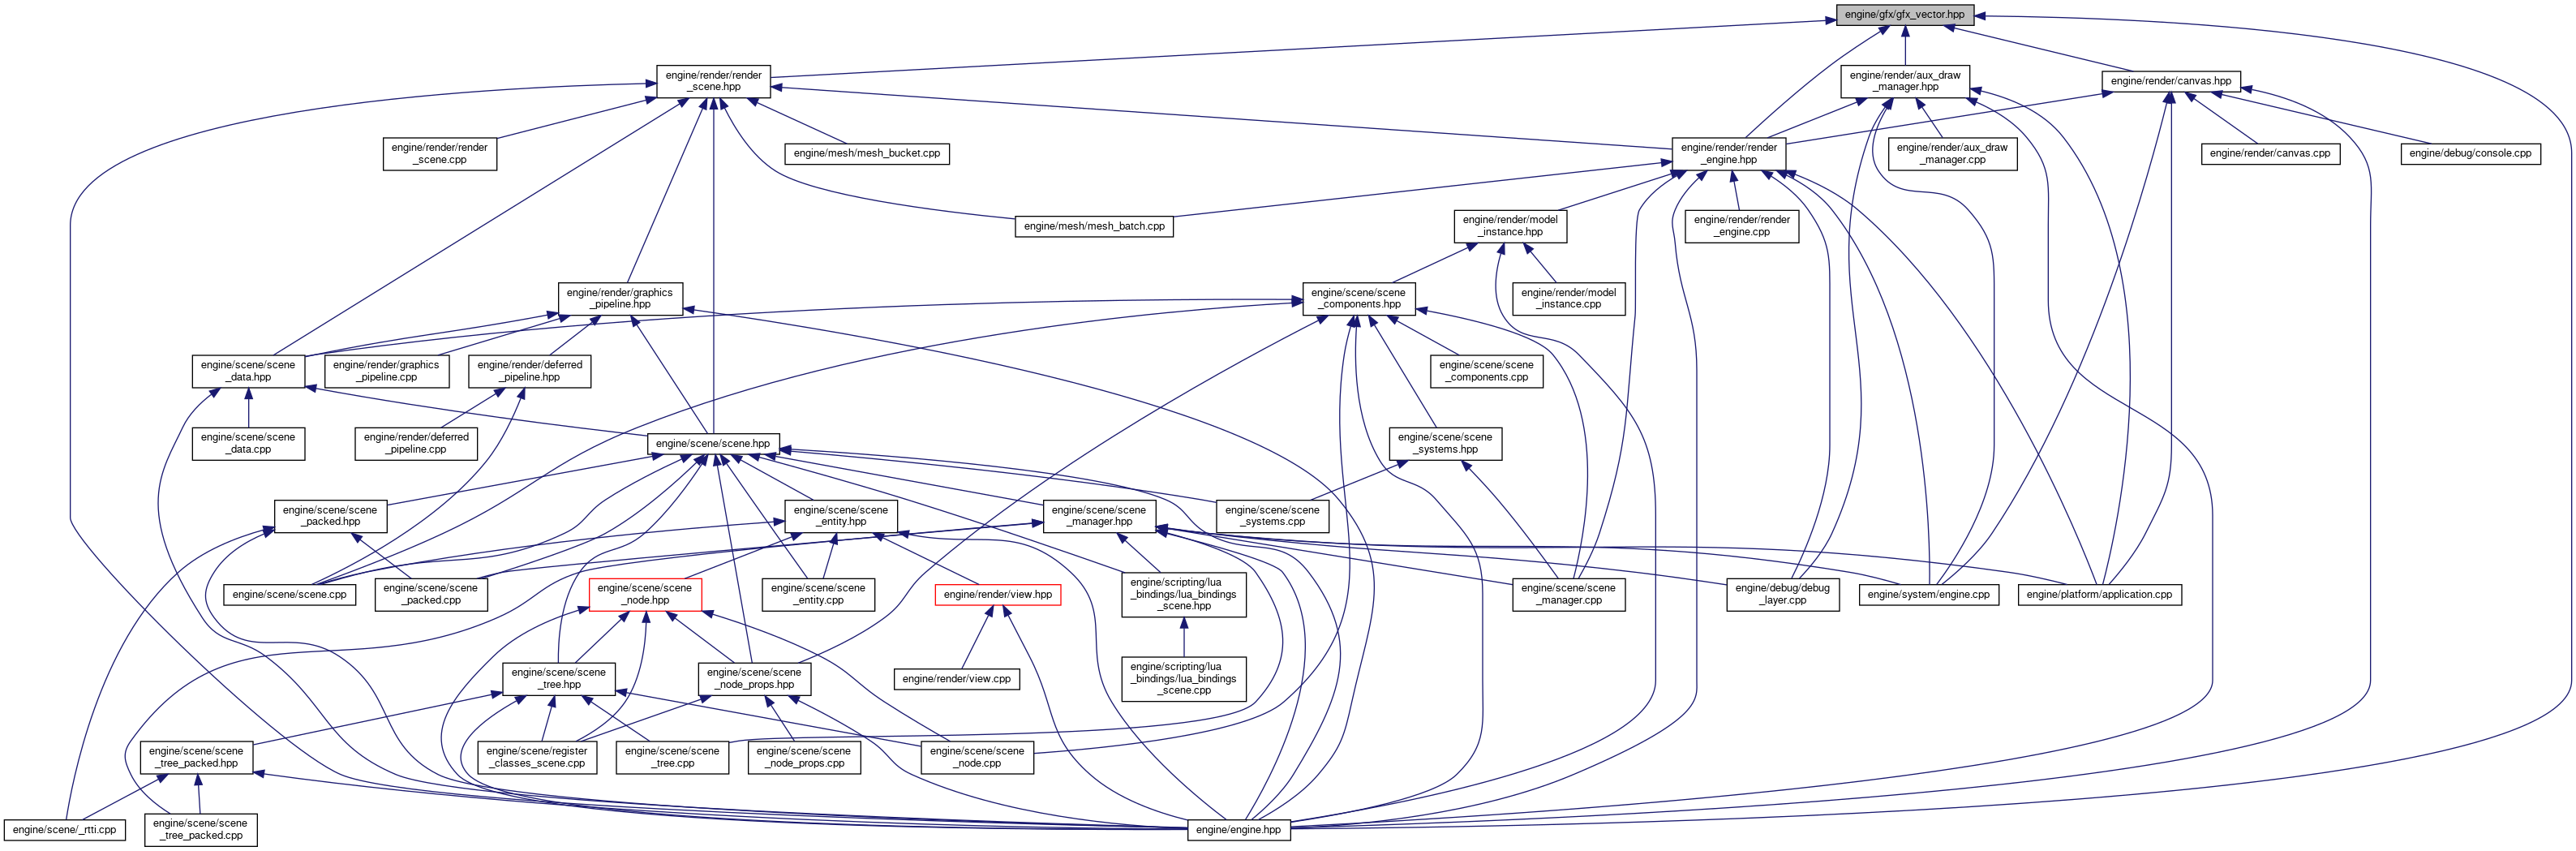 engine/gfx/gfx_vector.hpp
engine/render/render
_scene.hpp
engine/render/aux_draw
_manager.hpp
engine/render/canvas.hpp
engine/render/render
_scene.cpp
engine/mesh/mesh_bucket.cpp
engine/render/render
_engine.hpp
engine/render/aux_draw
_manager.cpp
engine/render/canvas.cpp
engine/debug/console.cpp
engine/mesh/mesh_batch.cpp
engine/render/model
_instance.hpp
engine/render/render
_engine.cpp
engine/render/graphics
_pipeline.hpp
engine/scene/scene
_components.hpp
engine/render/model
_instance.cpp
engine/scene/scene
_data.hpp
engine/render/graphics
_pipeline.cpp
engine/render/deferred
_pipeline.hpp
engine/scene/scene
_components.cpp
engine/scene/scene
_data.cpp
engine/render/deferred
_pipeline.cpp
engine/scene/scene.hpp
engine/scene/scene
_systems.hpp
engine/scene/scene
_packed.hpp
engine/scene/scene
_entity.hpp
engine/scene/scene
_manager.hpp
engine/scene/scene
_systems.cpp
engine/scene/scene.cpp
engine/scene/scene
_packed.cpp
engine/scene/scene
_node.hpp
engine/scene/scene
_entity.cpp
engine/render/view.hpp
engine/scripting/lua
_bindings/lua_bindings
_scene.hpp
engine/scene/scene
_manager.cpp
engine/debug/debug
_layer.cpp
engine/system/engine.cpp
engine/platform/application.cpp
engine/scene/scene
_tree.hpp
engine/scene/scene
_node_props.hpp
engine/render/view.cpp
engine/scripting/lua
_bindings/lua_bindings
_scene.cpp
engine/scene/scene
_tree_packed.hpp
engine/scene/register
_classes_scene.cpp
engine/scene/scene
_tree.cpp
engine/scene/scene
_node_props.cpp
engine/scene/scene
_node.cpp
engine/scene/_rtti.cpp
engine/scene/scene
_tree_packed.cpp
engine/engine.hpp